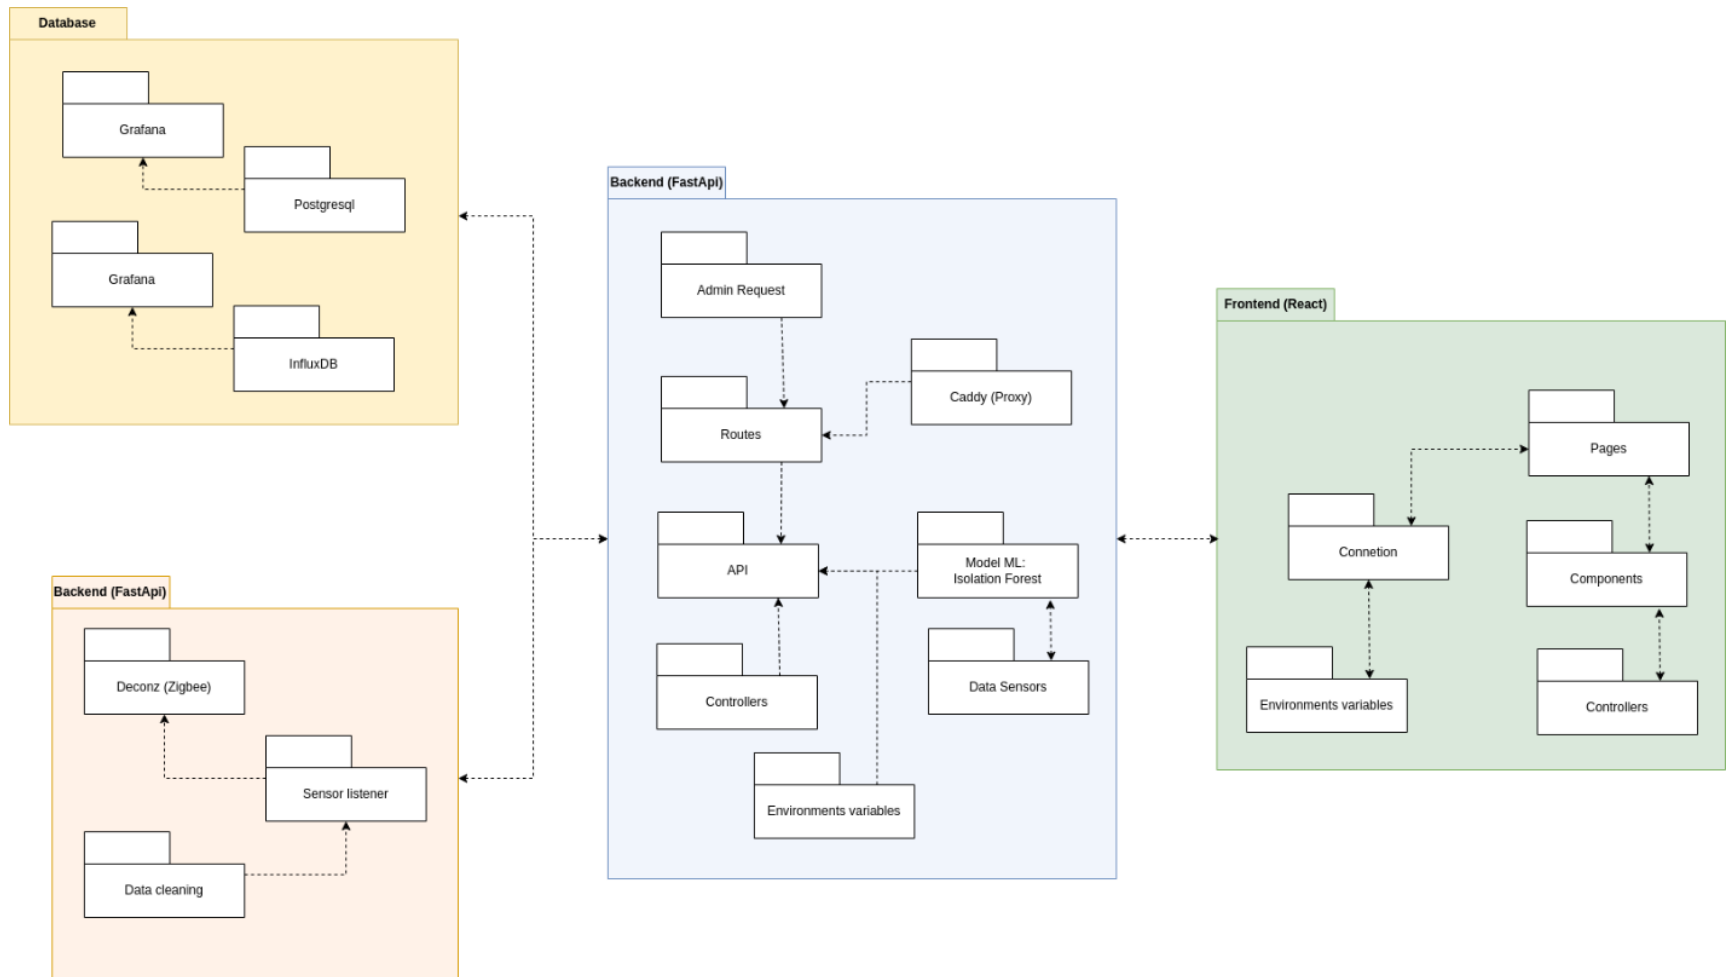 Database
Grafana
Postgresql
Grafana
InfluxDB
Backend (FastApi)
Deconz (Zigbee)
Sensor listener
Data cleaning
Backend (FastApi)
Admin Request
Caddy (Proxy)
Routes
API
Model ML:
Isolation Forest
Controllers
Data Sensors
Environments variables
Frontend (React)
Pages
Connetion
Components
Environments variables
Controllers